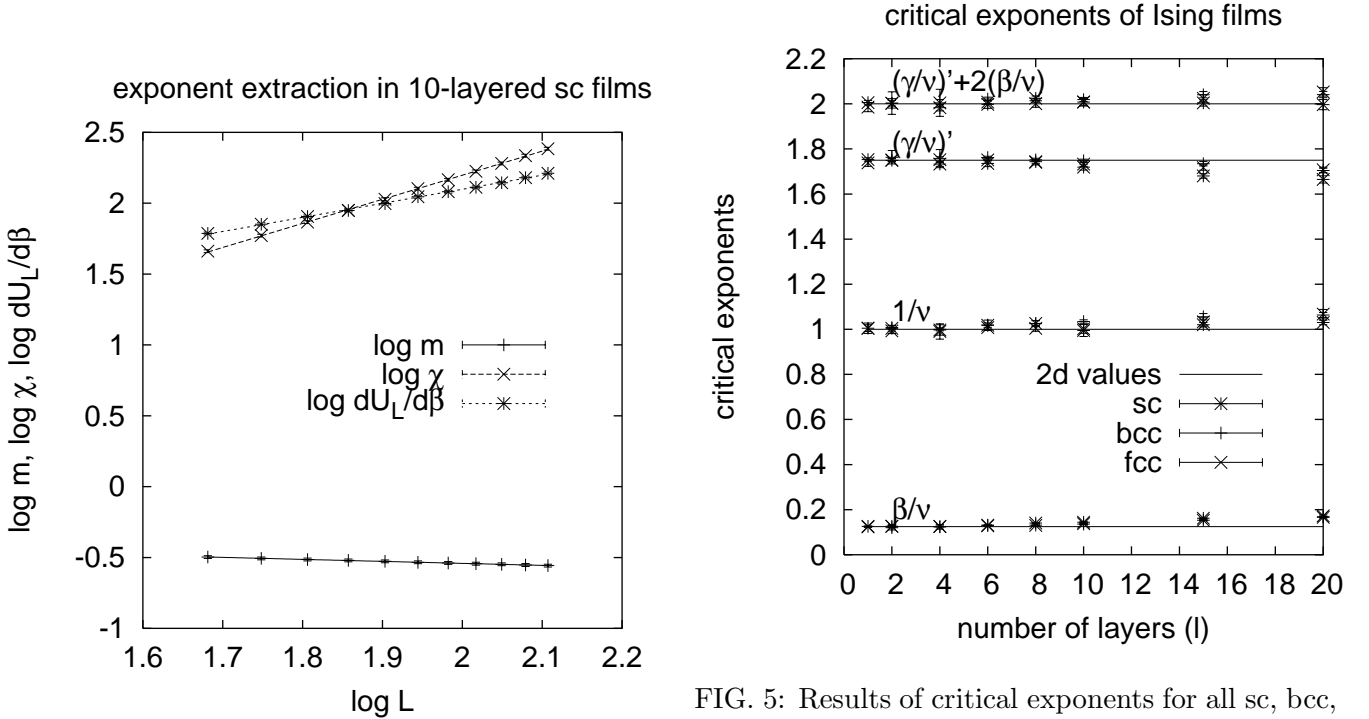 exponent extraction in 10-layered sc films
log m, log χ, log dU_L/dβ
2.5
2
1.5
1
0.5
0
-0.5
-1
log m
log χ
log dU_L/dβ
1.6 1.7 1.8 1.9 2 2.1 2.2
log L
critical exponents of Ising films
critical exponents
2.2
2
1.8
1.6
1.4
1.2
1
0.8
0.6
0.4
0.2
0
(γ/ν)'+2(β/ν)
(γ/ν)'
1/ν
2d values
sc
bcc
fcc
β/ν
0 2 4 6 8 10 12 14 16 18 20
number of layers (l)
FIG. 5: Results of critical exponents for all sc, bcc,